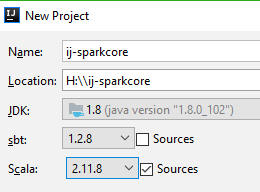 New Project
Name: ij-sparkcore
Location: H:\\ij-sparkcore
JDK: 1.8 (java version "1.8.0_102")
sbt: 1.2.8 Sources
Scala: 2.11.8 Sources